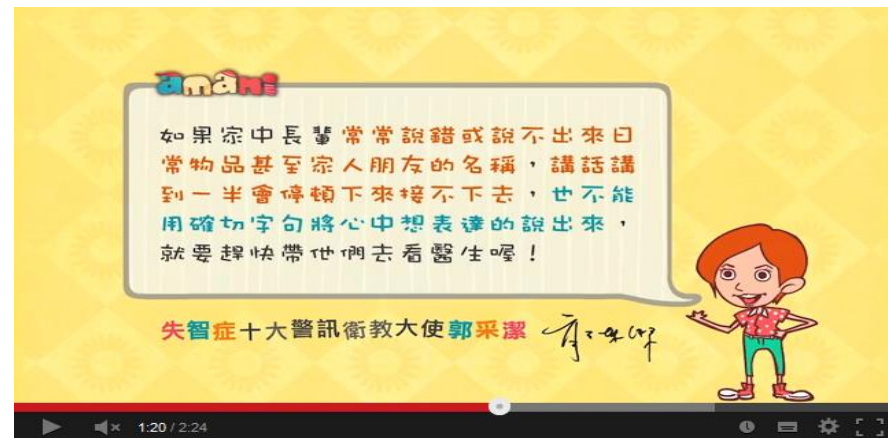 amani
如果家中長輩常常說錯或說不出來日
常物品甚至家人朋友的名稱，講話講
到一半會停頓下來接不下去，也不能
用確切字句將心中想表達的說出來，
就要趕快帶他們去看醫生喔！
失智症十大警訊衛教大使郭采潔
1:20 / 2:24